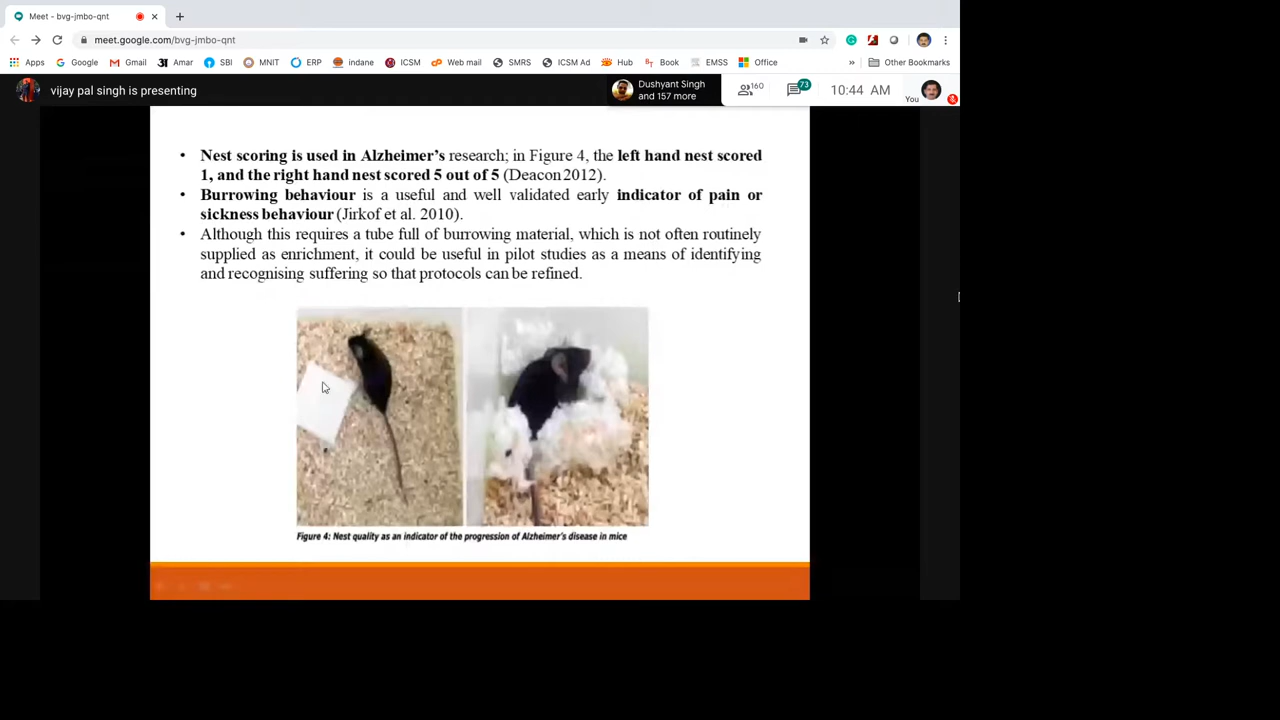 Meet - bvg-jmbo-qnt
meet.google.com/bvg-jmbo-qnt
Apps Google Gmail Amar SBI MNIT ERP indane ICSM Web mail SMRS ICSM Ad Hub Book EMSS Office » Other Bookmarks
vijay pal singh is presenting
Dushyant Singh
and 157 more
160
73
10:44 AM
You
• Nest scoring is used in Alzheimer's research; in Figure 4, the left hand nest scored
1, and the right hand nest scored 5 out of 5 (Deacon 2012).
• Burrowing behaviour is a useful and well validated early indicator of pain or
sickness behaviour (Jirkof et al. 2010).
• Although this requires a tube full of burrowing material, which is not often routinely
supplied as enrichment, it could be useful in pilot studies as a means of identifying
and recognising suffering so that protocols can be refined.
Figure 4: Nest quality as an indicator of the progression of Alzheimer's disease in mice